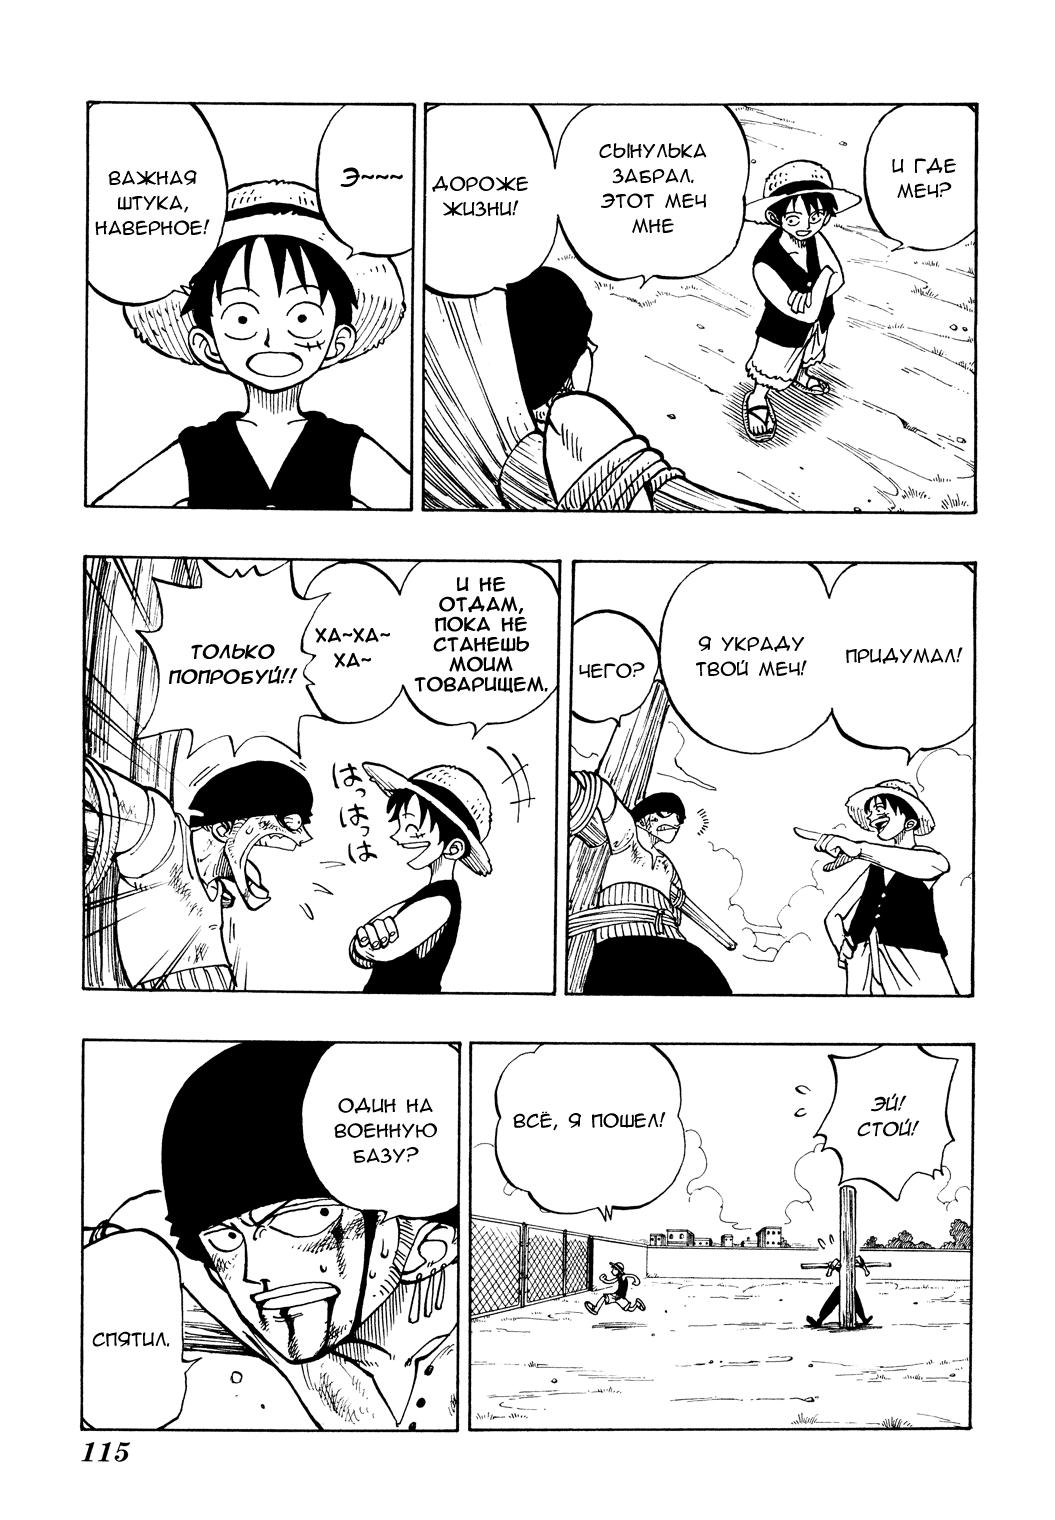 И ГДЕ
МЕЧ?
СЫНУЛЬКА
ЗАБРАЛ.
ЭТОТ МЕЧ
МНЕ
ДОРОЖЕ
ЖИЗНИ!
Э~~~
ВАЖНАЯ
ШТУКА,
НАВЕРНОЕ!
ПРИДУМАЛ!
Я УКРАДУ
ТВОЙ МЕЧ!
ЧЕГО?
И НЕ
ОТДАМ,
ПОКА НЕ
СТАНЕШЬ
МОИМ
ТОВАРИЩЕМ.
ХА~ХА~
ХА~
はっはっは
ТОЛЬКО
ПОПРОБУЙ!!
ЭЙ!
СТОЙ!
ВСЁ, Я ПОШЕЛ!
ОДИН НА
ВОЕННУЮ
БАЗУ?
СПЯТИЛ.
115